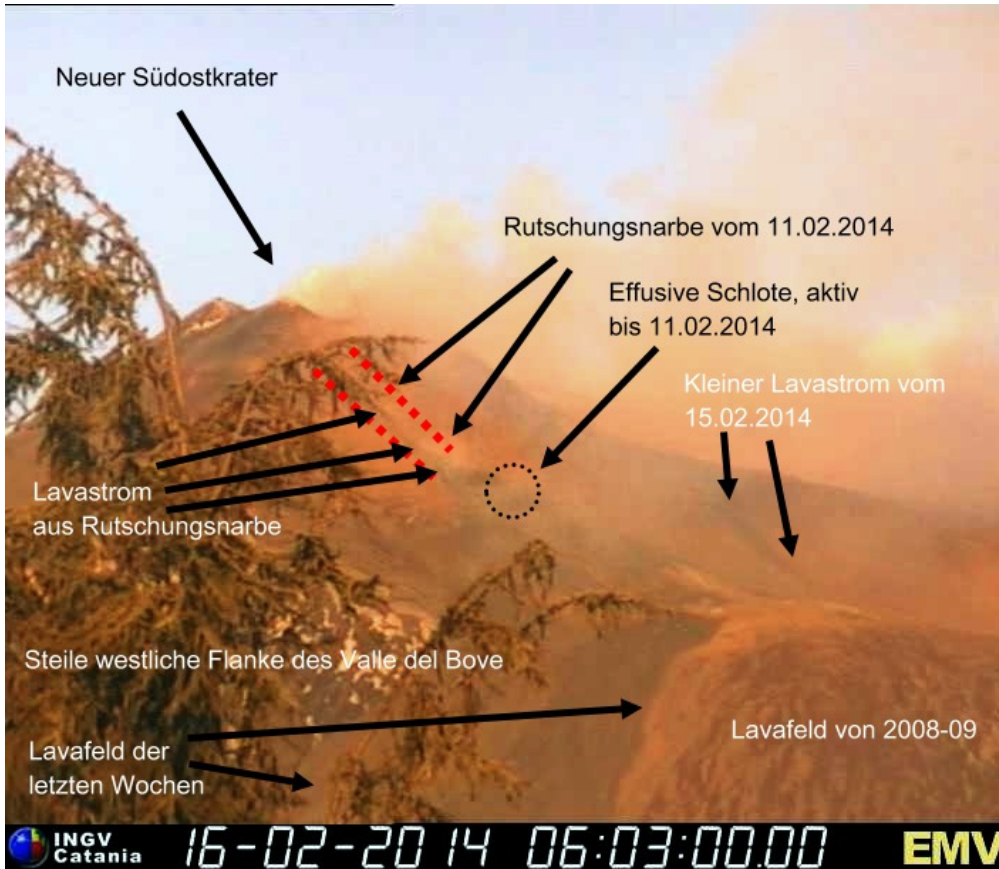 Neuer Südostkrater
Rutschungsnarbe vom 11.02.2014
Effusive Schlote, aktiv
bis 11.02.2014
Kleiner Lavastrom vom
15.02.2014
Lavastrom
aus Rutschungsnarbe
Steile westliche Flanke des Valle del Bove
Lavafeld von 2008-09
Lavafeld der
letzten Wochen
INGV
Catania
16-02-2014 06:03:00.00
EMV